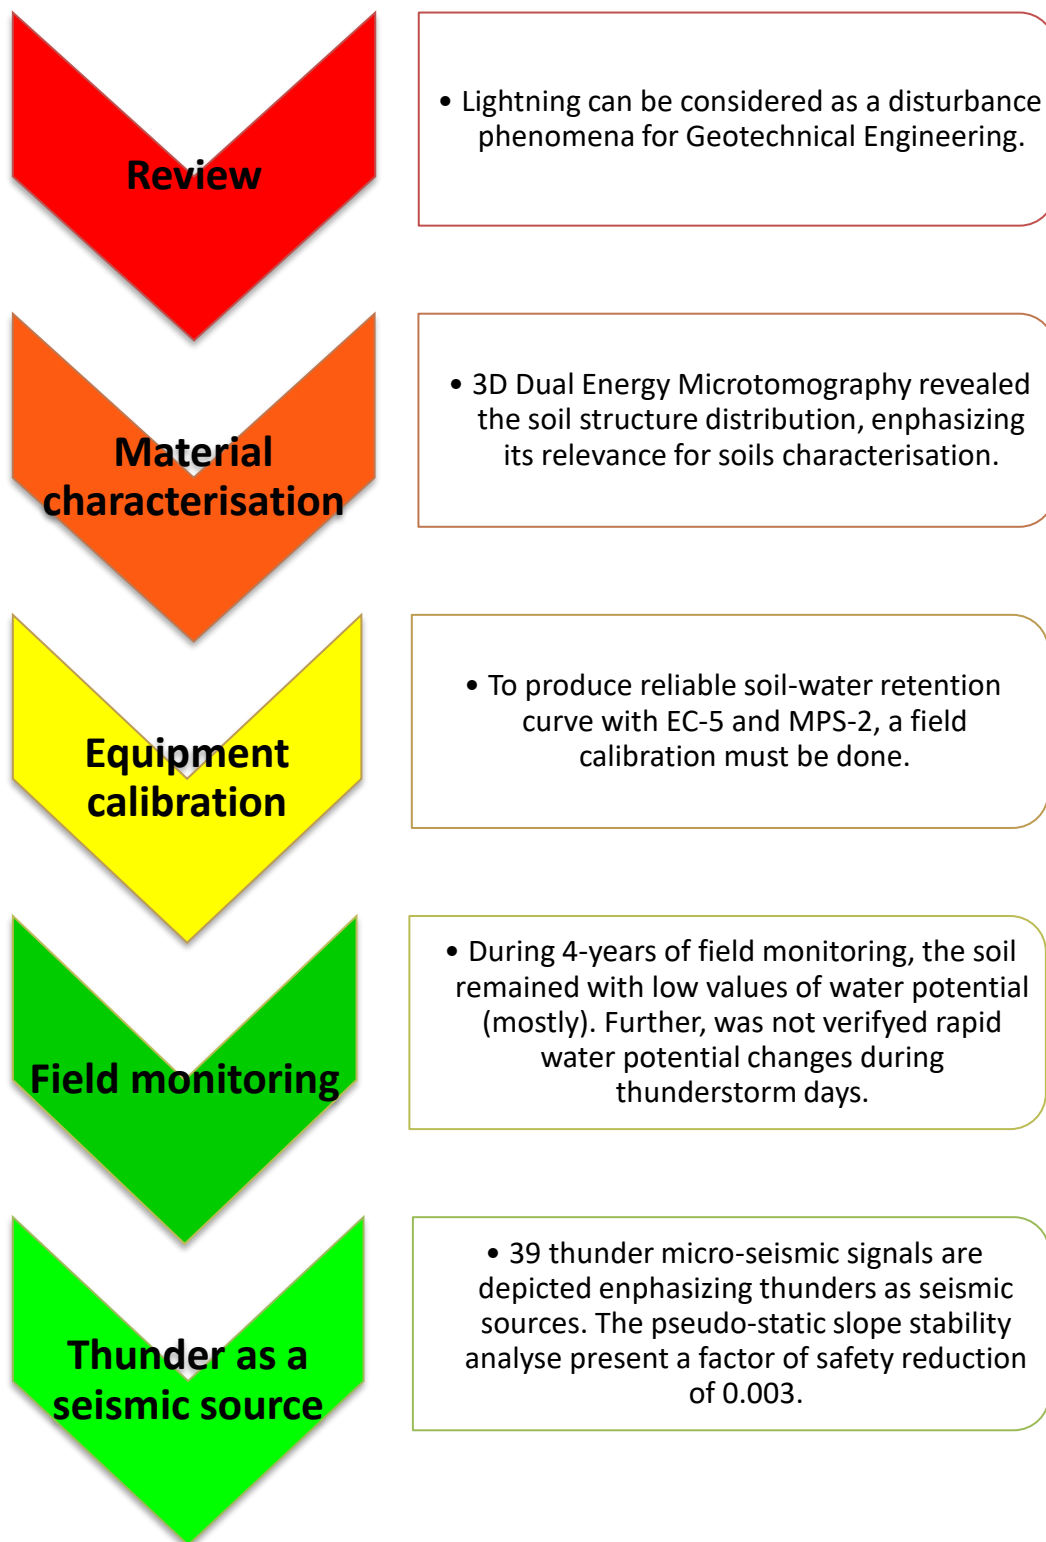 Review
• Lightning can be considered as a disturbance
phenomena for Geotechnical Engineering.
Material
characterisation
• 3D Dual Energy Microtomography revealed
the soil structure distribution, enphasizing
its relevance for soils characterisation.
Equipment
calibration
• To produce reliable soil-water retention
curve with EC-5 and MPS-2, a field
calibration must be done.
Field monitoring
• During 4-years of field monitoring, the soil
remained with low values of water potential
(mostly). Further, was not verifyed rapid
water potential changes during
thunderstorm days.
Thunder as a
seismic source
• 39 thunder micro-seismic signals are
depicted enphasizing thunders as seismic
sources. The pseudo-static slope stability
analyse present a factor of safety reduction
of 0.003.